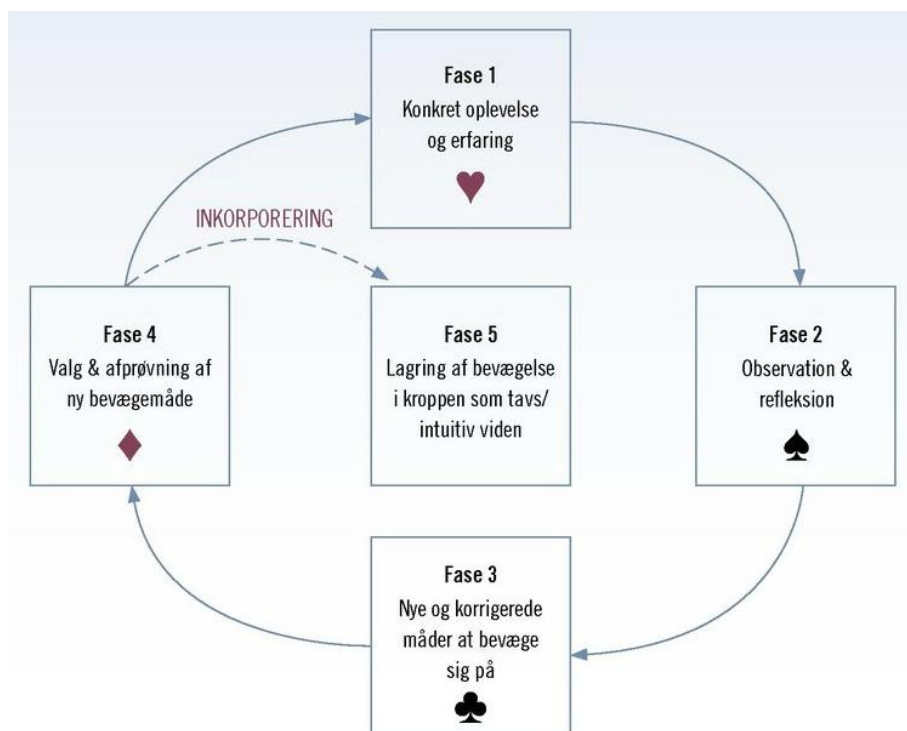 Fase 1
Konkret oplevelse
og erfaring
INKORPORERING
Fase 4
Valg & afprøvning af
ny bevægemåde
Fase 5
Lagring af bevægelse
i kroppen som tavs/
intuitiv viden
Fase 2
Observation &
refleksion
Fase 3
Nye og korrigerede
måder at bevæge
sig på